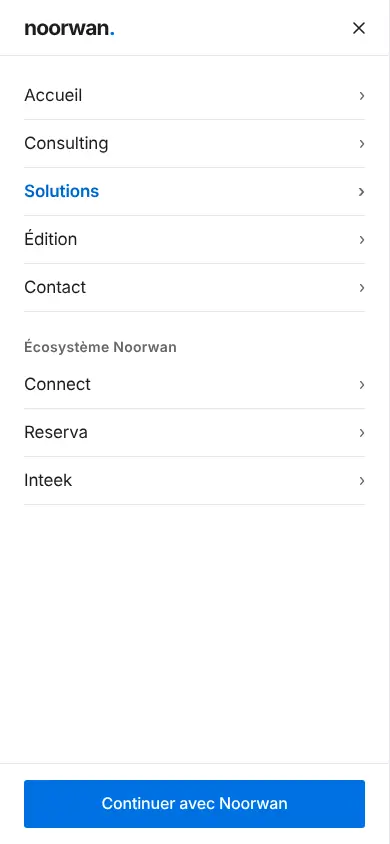 noorwan.
Accueil
Consulting
Solutions
Édition
Contact
Écosystème Noorwan
Connect
Reserva
Inteek
Continuer avec Noorwan